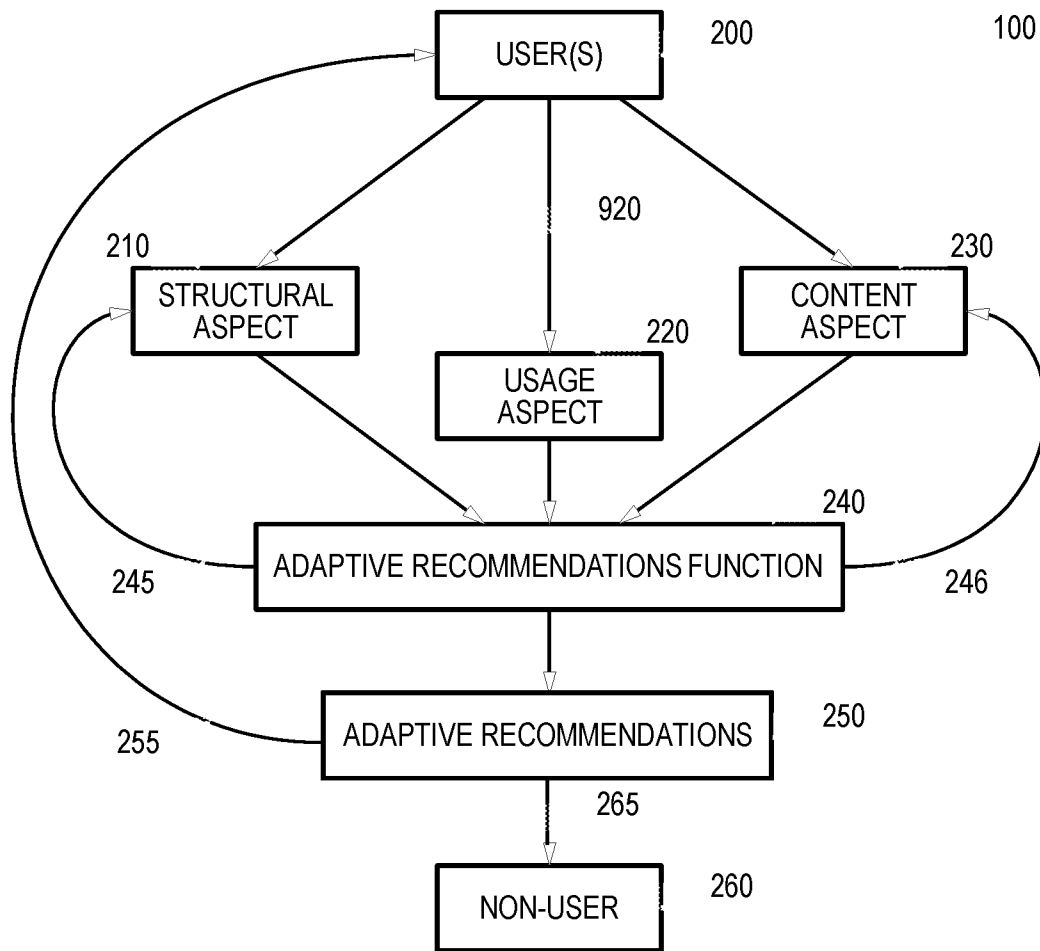 200
100
USER(S)
920
210
230
STRUCTURAL
ASPECT
CONTENT
ASPECT
220
USAGE
ASPECT
240
ADAPTIVE RECOMMENDATIONS FUNCTION
245
246
250
ADAPTIVE RECOMMENDATIONS
255
265
260
NON-USER